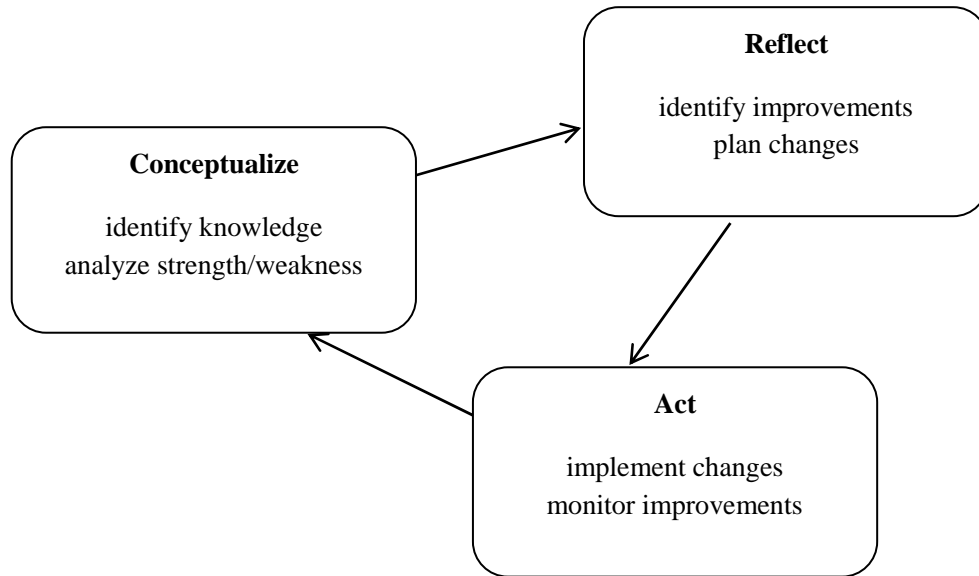 Reflect
identify improvements
plan changes
Conceptualize
identify knowledge
analyze strength/weakness
Act
implement changes
monitor improvements